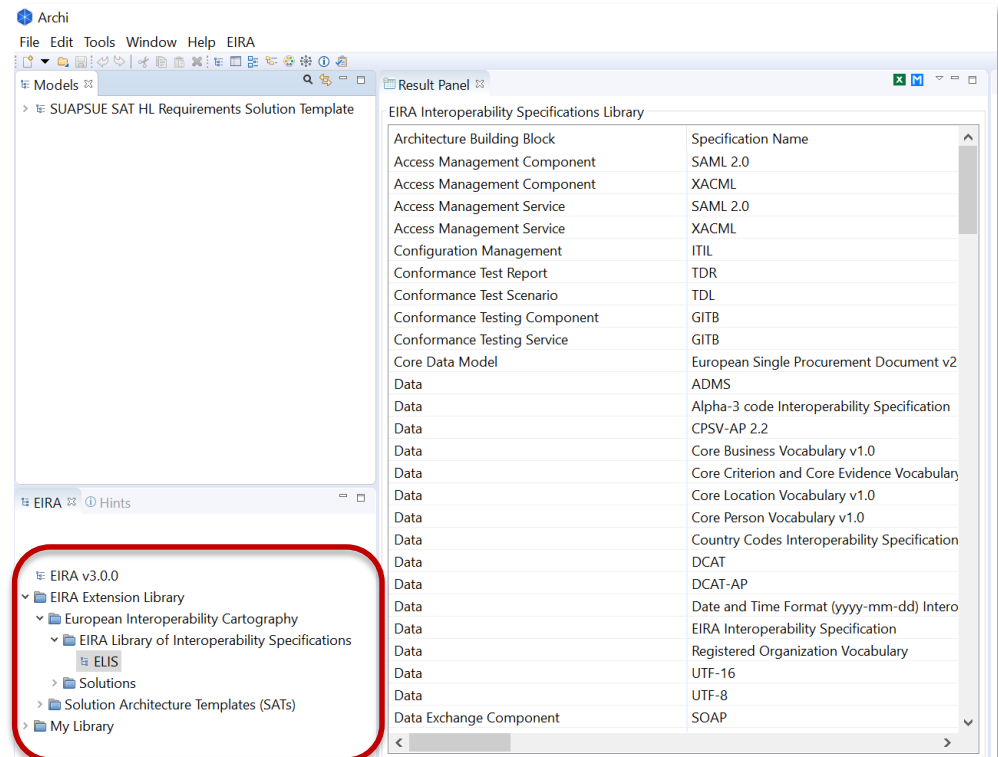 Archi
File Edit Tools Window Help EIRA
Models
SUAPSUE SAT HL Requirements Solution Template
EIRA Hints
EIRA v3.0.0
EIRA Extension Library
European Interoperability Cartography
EIRA Library of Interoperability Specifications
ELIS
Solutions
Solution Architecture Templates (SATs)
My Library
Result Panel
EIRA Interoperability Specifications Library
Architecture Building Block Specification Name
Access Management Component SAML 2.0
Access Management Component XACML
Access Management Service SAML 2.0
Access Management Service XACML
Configuration Management ITIL
Conformance Test Report TDR
Conformance Test Scenario TDL
Conformance Testing Component GITB
Conformance Testing Service GITB
Core Data Model European Single Procurement Document v2
Data ADMS
Data Alpha-3 code Interoperability Specification
Data CPSV-AP 2.2
Data Core Business Vocabulary v1.0
Data Core Criterion and Core Evidence Vocabulary
Data Core Location Vocabulary v1.0
Data Core Person Vocabulary v1.0
Data Country Codes Interoperability Specification
Data DCAT
Data DCAT-AP
Data Date and Time Format (yyyy-mm-dd) Intero
Data EIRA Interoperability Specification
Data Registered Organization Vocabulary
Data UTF-16
Data UTF-8
Data Exchange Component SOAP